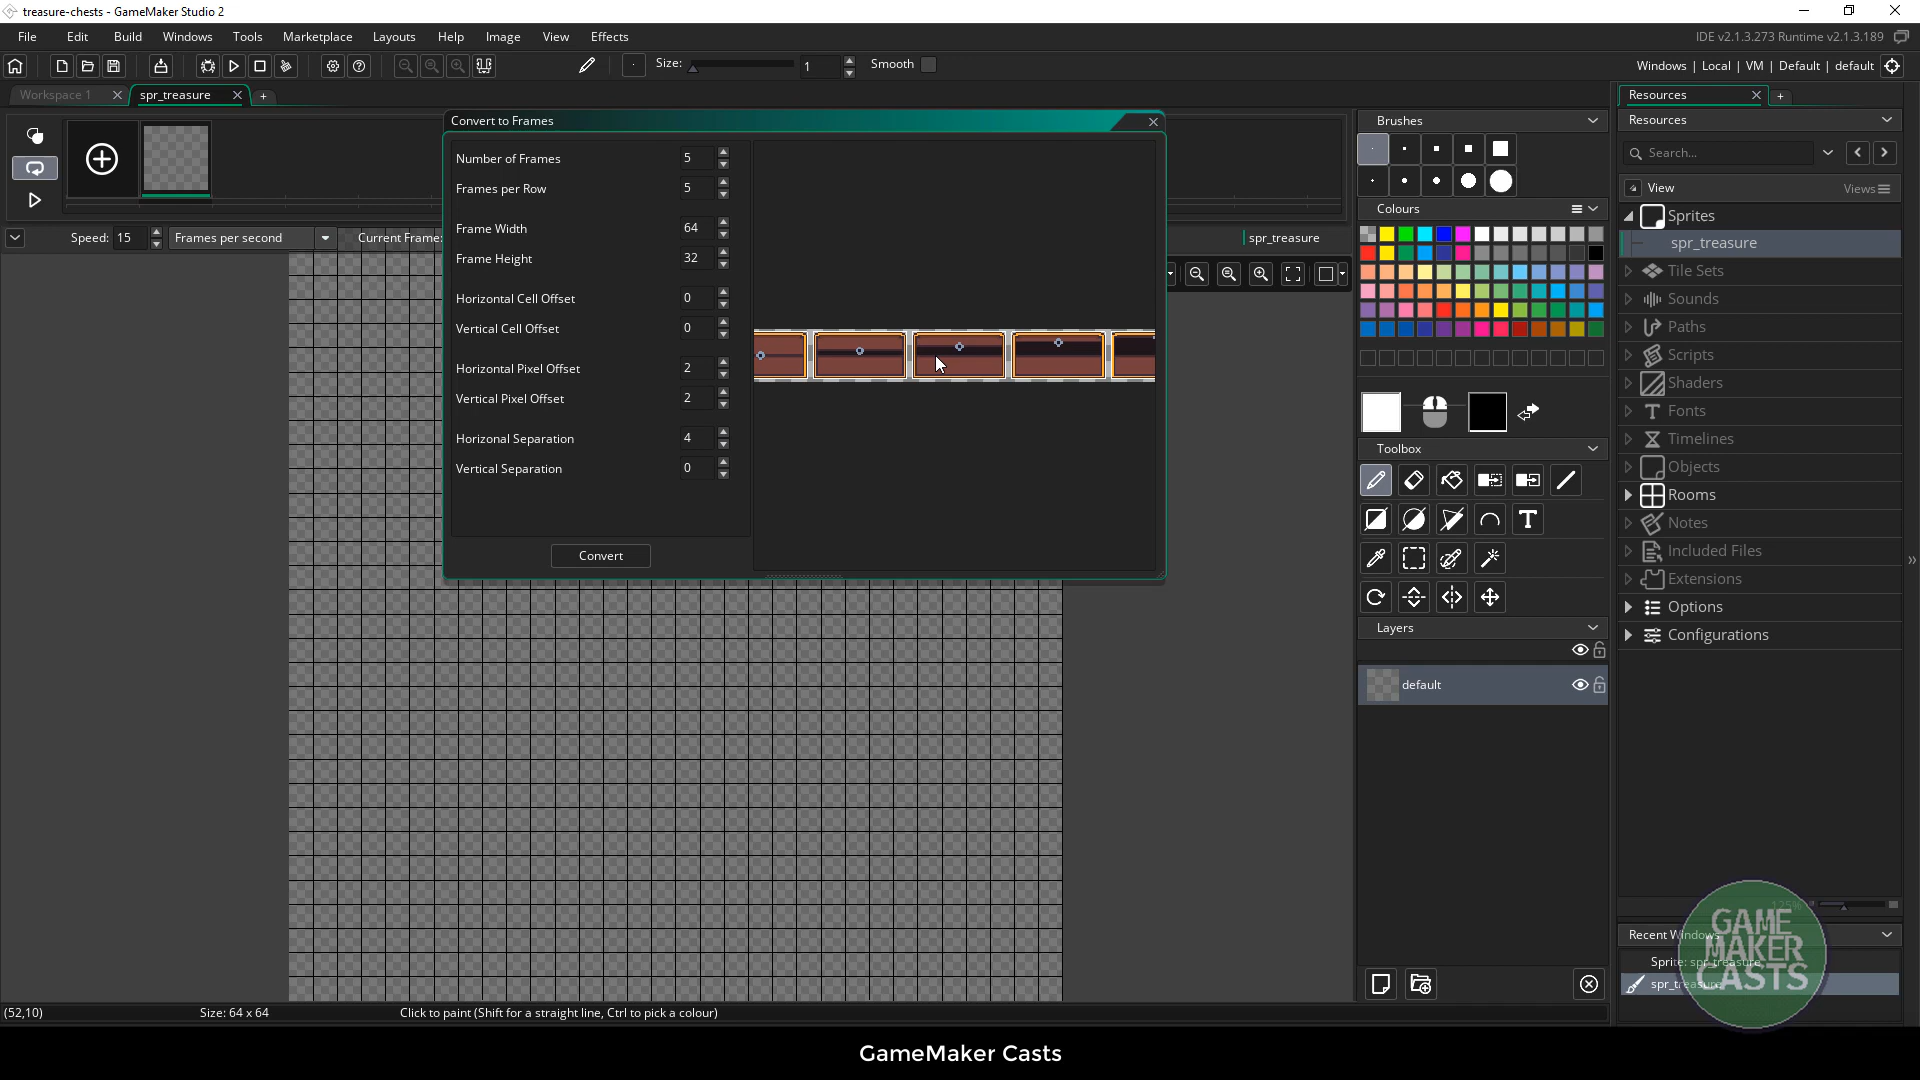 treasure-chests - GameMaker Studio 2
File Edit Build Windows Tools Marketplace Layouts Help Image View Effects
IDE v2.1.3.273 Runtime v2.1.3.189
Size: 1 Smooth
Windows | Local | VM | Default | default
Workspace 1 spr_treasure
Convert to Frames
Number of Frames 5
Frames per Row 5
Frame Width 64
Frame Height 32
Horizontal Cell Offset 0
Vertical Cell Offset 0
Horizontal Pixel Offset 2
Vertical Pixel Offset 2
Horizonal Separation 4
Vertical Separation 0
Convert
Speed: 15 Frames per second Current Frame:
spr_treasure
Brushes
Colours
Toolbox
T
Layers
default
Resources
Resources
Search...
View Views
Sprites
spr_treasure
Tile Sets
Sounds
Paths
Scripts
Shaders
Fonts
Timelines
Objects
Rooms
Notes
Included Files
Extensions
Options
Configurations
125%
Recent Windows
Sprite: spr_treasure
spr_treasure
GAME
MAKER
CASTS
(52,10) Size: 64 x 64 Click to paint (Shift for a straight line, Ctrl to pick a colour)
GameMaker Casts